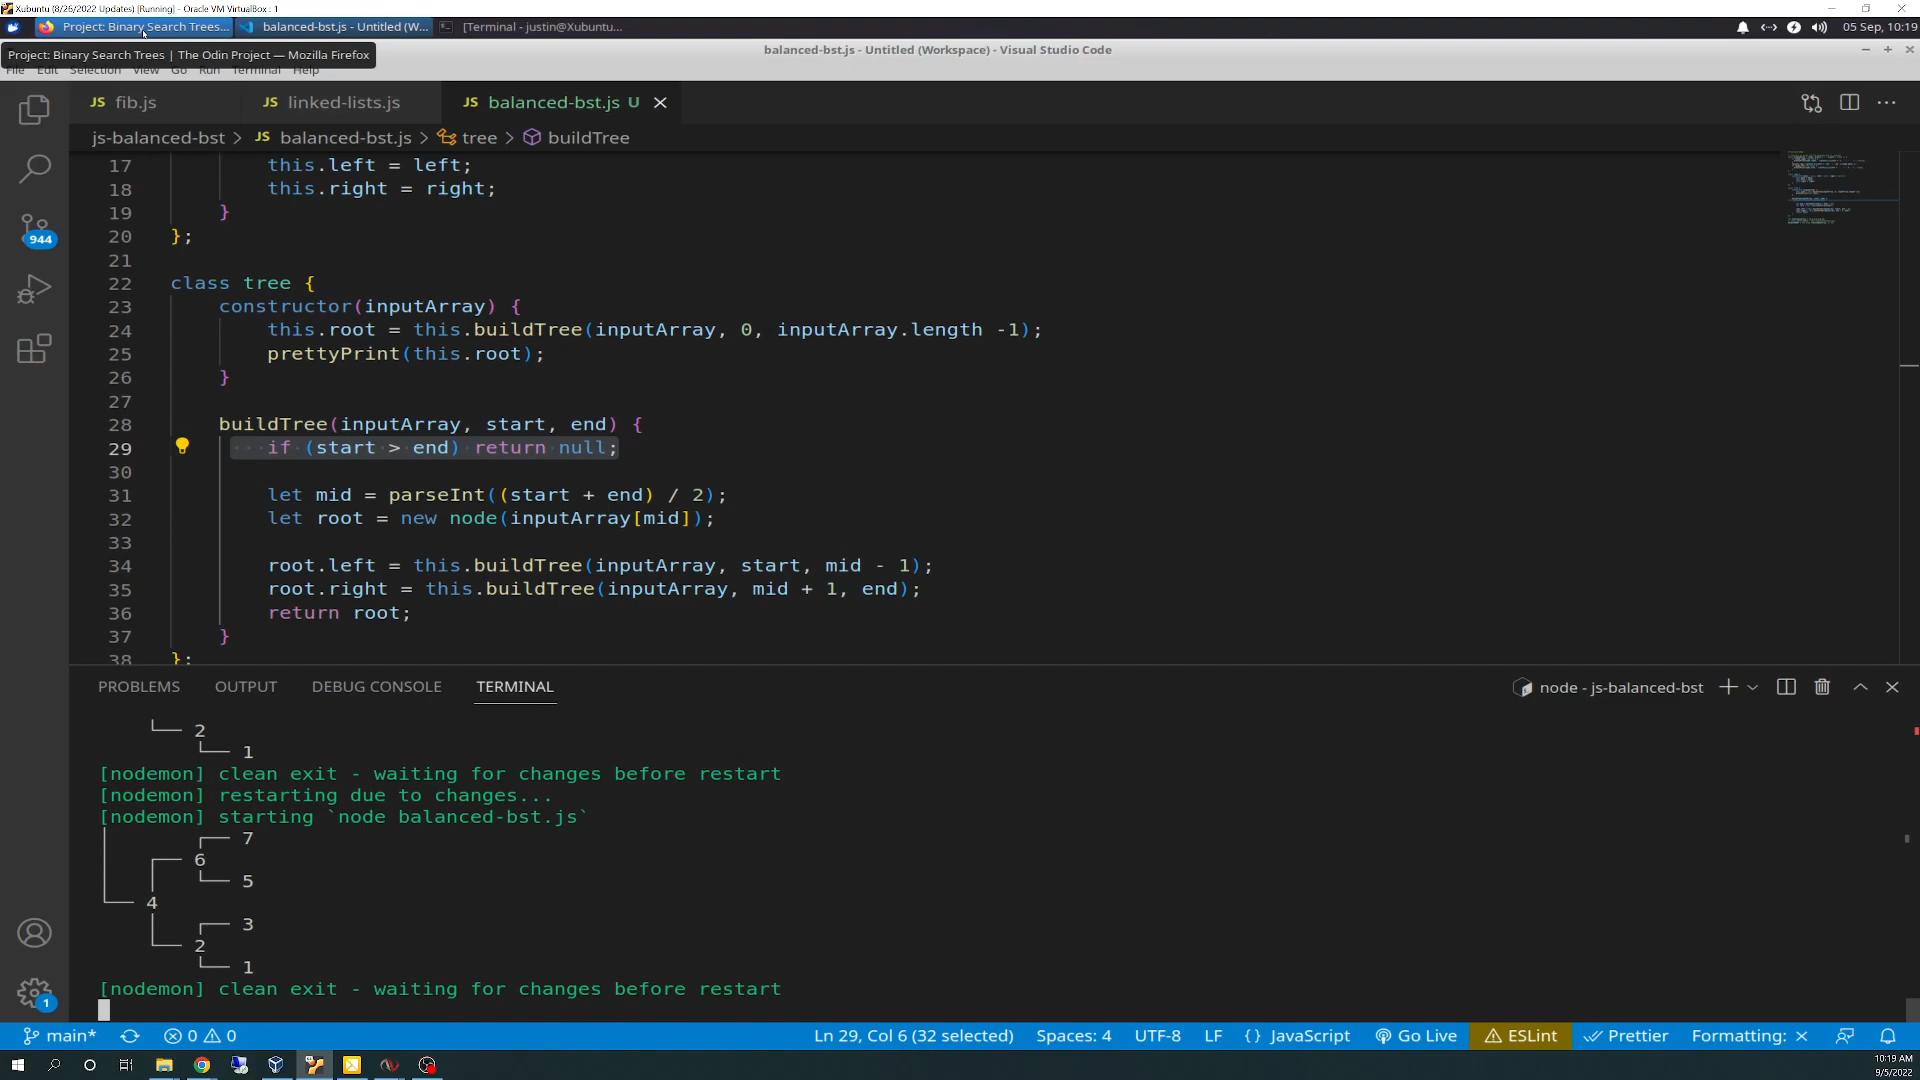 Xubuntu (8/26/2022 Updates) [Running] - Oracle VM VirtualBox : 1
Project: Binary Search Trees...
balanced-bst.js - Untitled (W...
[Terminal - justin@Xubuntu...
05 Sep, 10:19
Project: Binary Search Trees | The Odin Project — Mozilla Firefox
balanced-bst.js - Untitled (Workspace) - Visual Studio Code
File Edit Selection View Go Run Terminal Help
JS fib.js
JS linked-lists.js
JS balanced-bst.js U
js-balanced-bst > JS balanced-bst.js > tree > buildTree
17 this.left = left;
18 this.right = right;
19 }
20 };
21
22 class tree {
23 constructor(inputArray) {
24 this.root = this.buildTree(inputArray, 0, inputArray.length -1);
25 prettyPrint(this.root);
26 }
27
28 buildTree(inputArray, start, end) {
29 if (start > end) return null;
30
31 let mid = parseInt((start + end) / 2);
32 let root = new node(inputArray[mid]);
33
34 root.left = this.buildTree(inputArray, start, mid - 1);
35 root.right = this.buildTree(inputArray, mid + 1, end);
36 return root;
37 }
38 };
944
1
PROBLEMS OUTPUT DEBUG CONSOLE TERMINAL
node - js-balanced-bst
└── 2
└── 1
[nodemon] clean exit - waiting for changes before restart
[nodemon] restarting due to changes...
[nodemon] starting `node balanced-bst.js`
│       ┌── 7
│   ┌── 6
│   │   └── 5
└── 4
│   ┌── 3
└── 2
└── 1
[nodemon] clean exit - waiting for changes before restart
main* 0 0 Ln 29, Col 6 (32 selected) Spaces: 4 UTF-8 LF {} JavaScript Go Live ESLint Prettier Formatting: ×
10:19 AM
9/5/2022